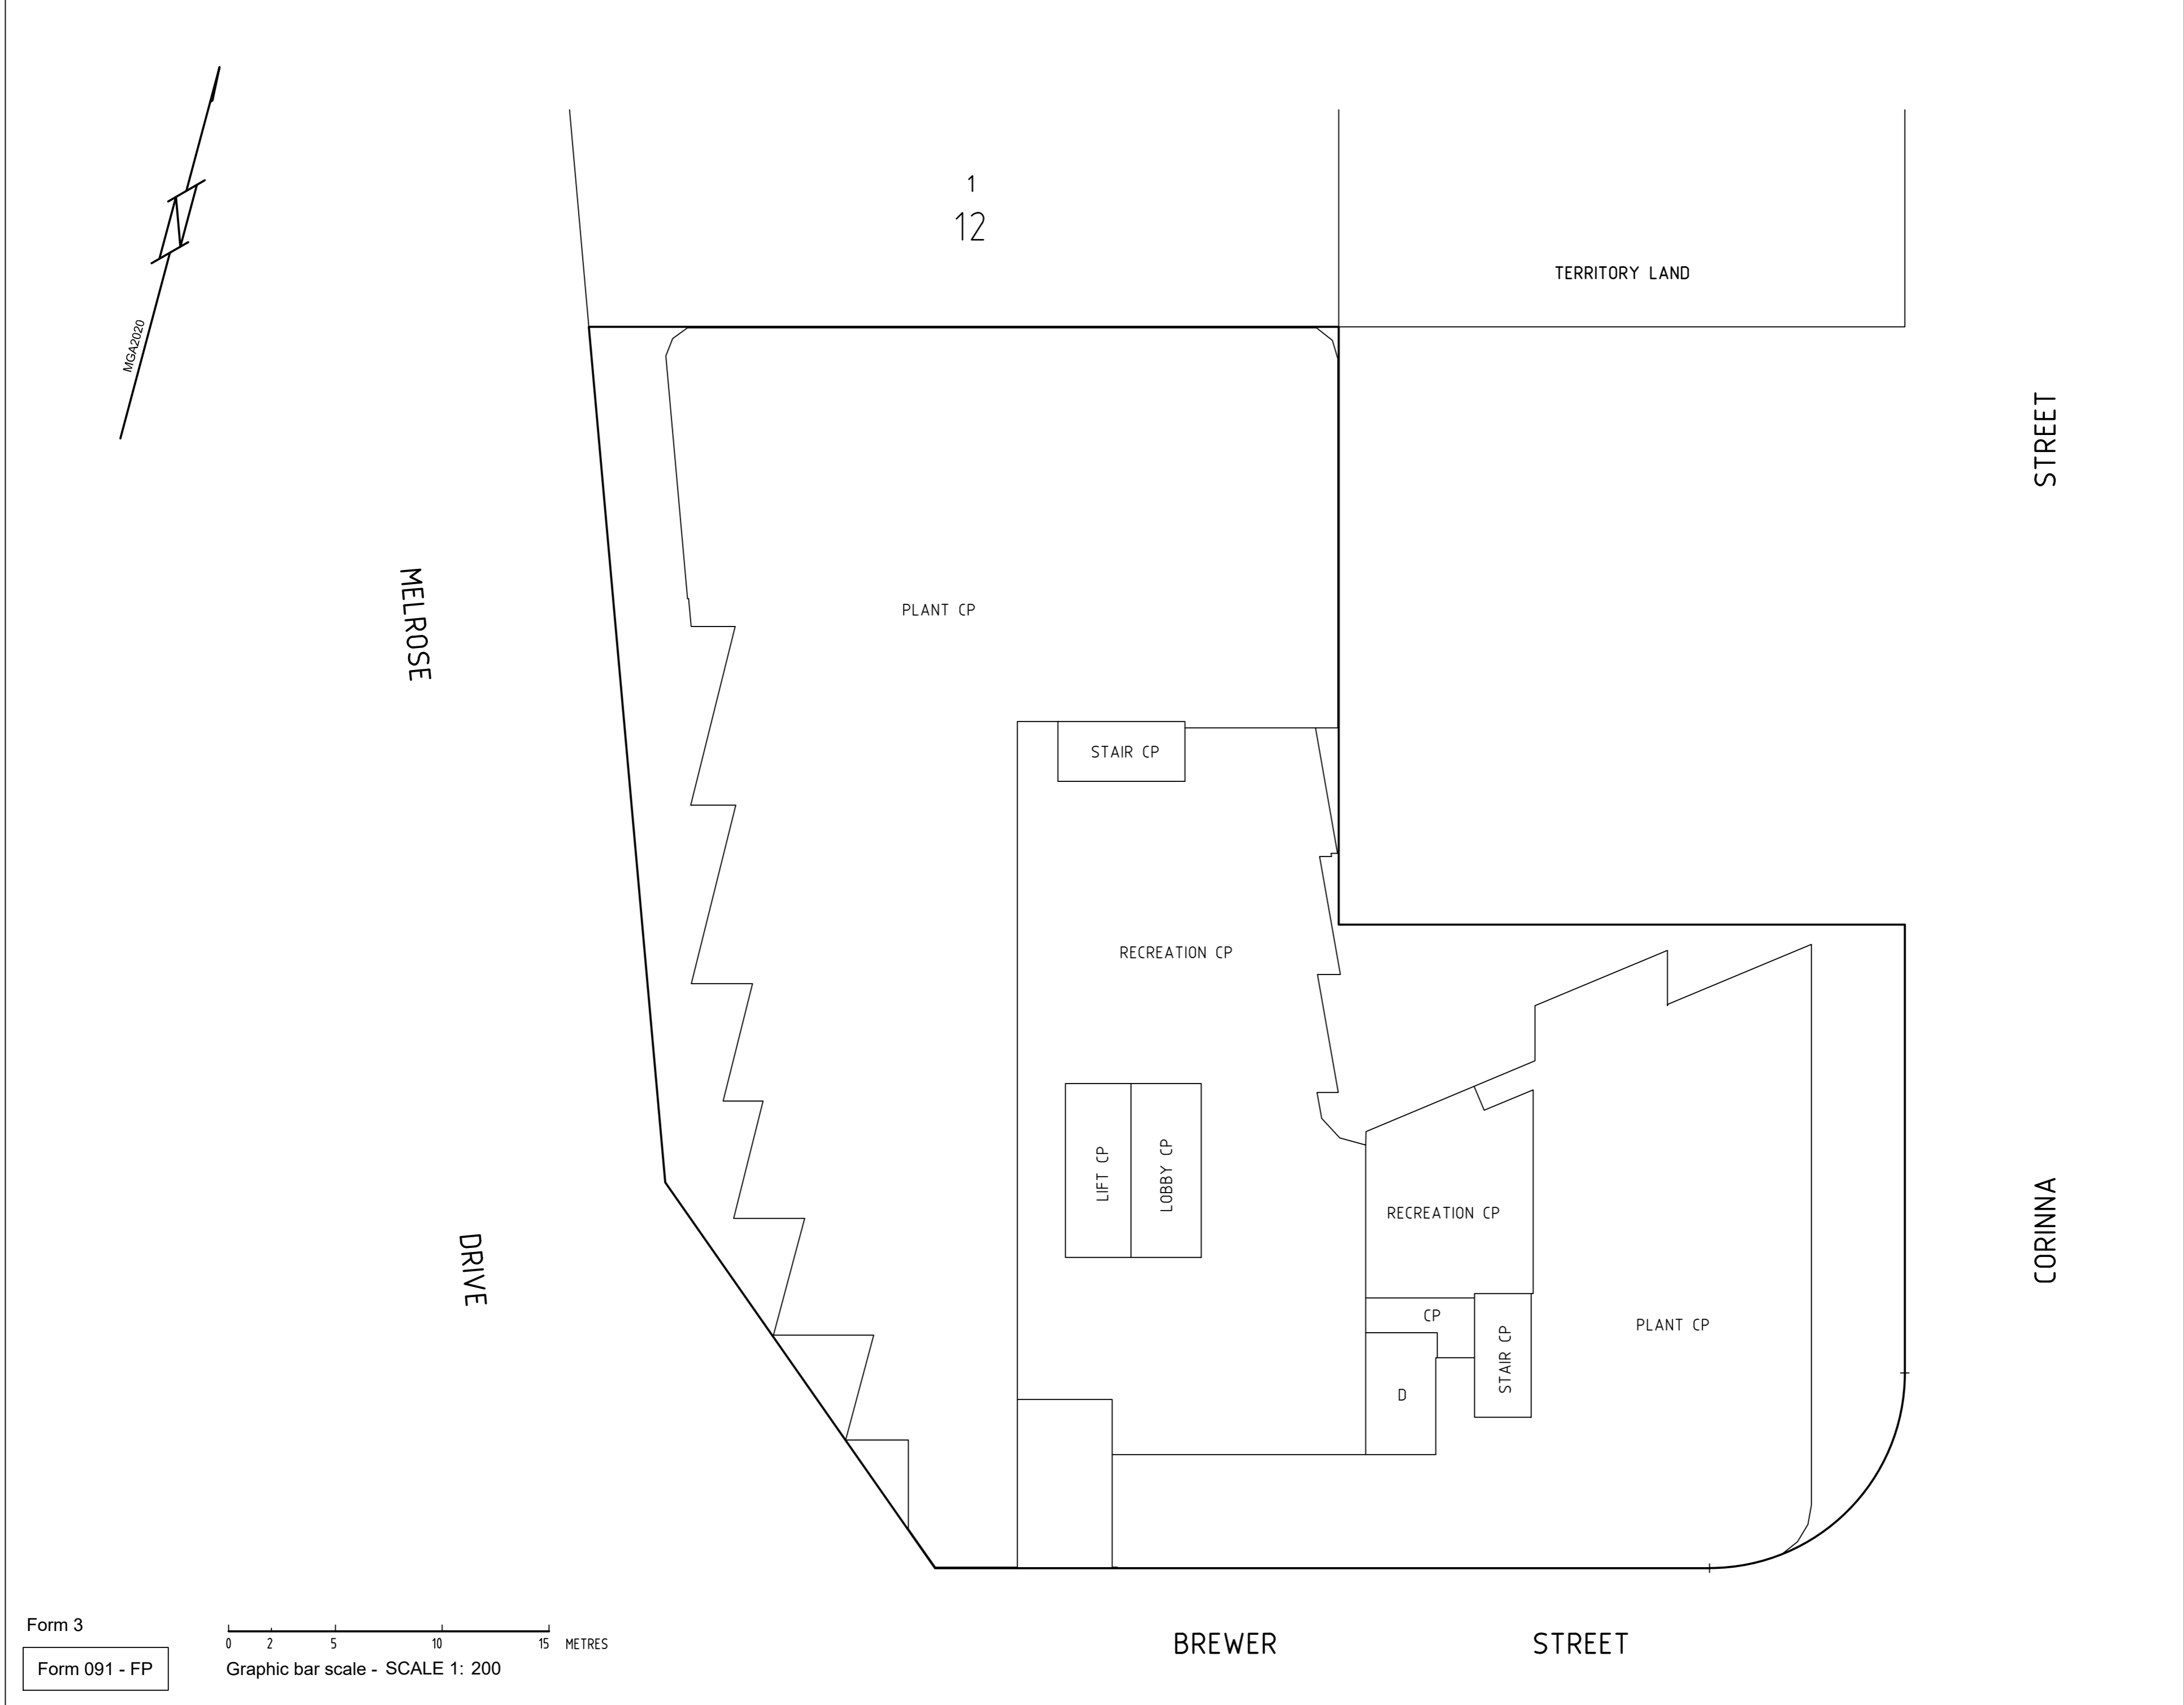 1
12
TERRITORY LAND
MGA2020
STREET
MELROSE
PLANT CP
STAIR CP
RECREATION CP
LIFT CP
LOBBY CP
RECREATION CP
CORINNA
DRIVE
CP
STAIR CP
PLANT CP
D
Form 3
0 2 5 10 15 METRES
BREWER STREET
Form 091 - FP
Graphic bar scale - SCALE 1: 200